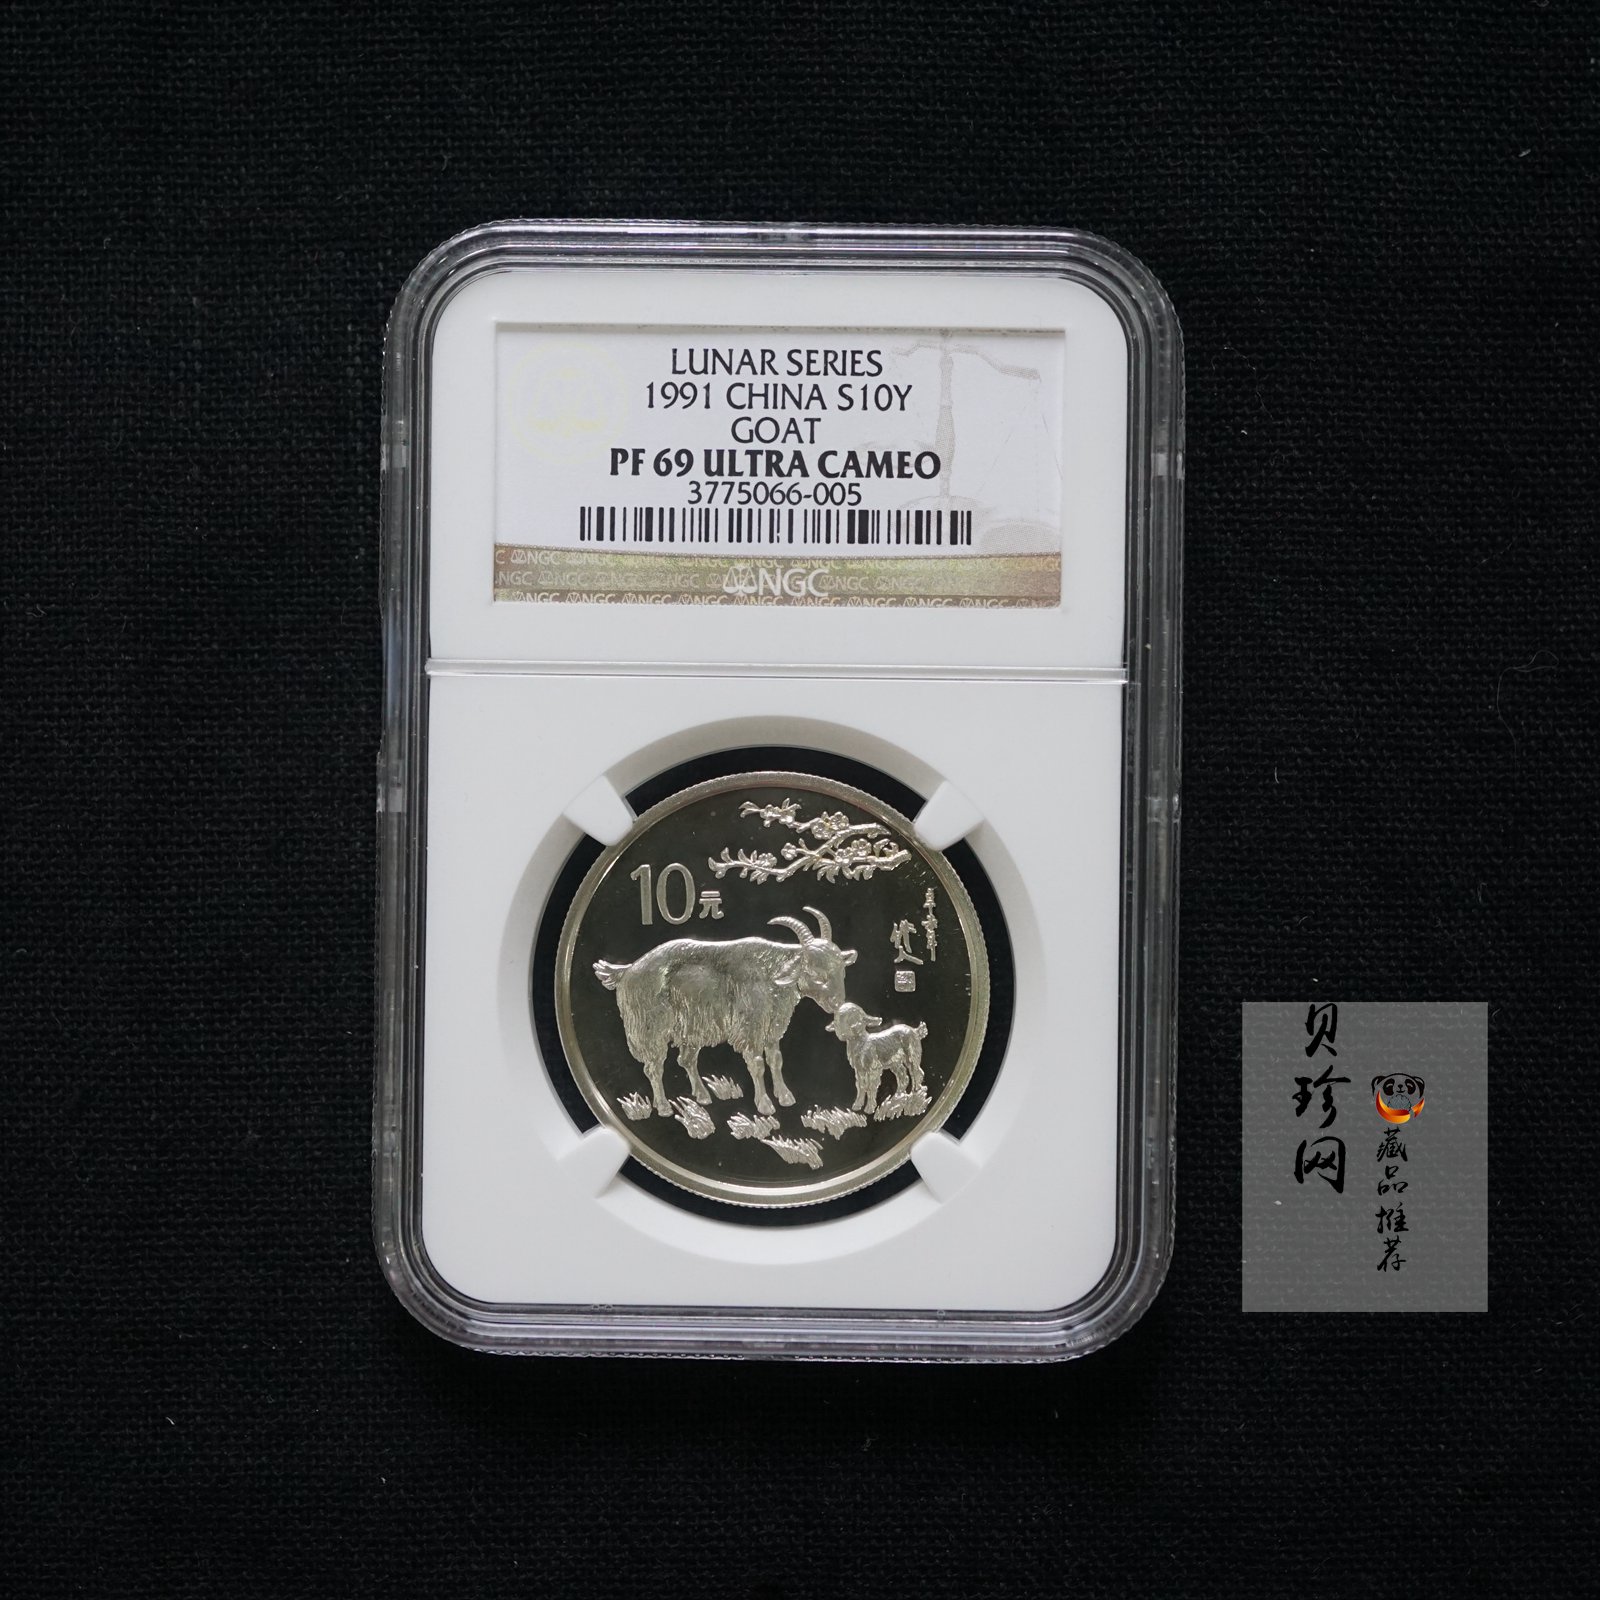 LUNAR SERIES
1991 CHINA S10Y
GOAT
PF 69 ULTRA CAMEO
3775066-005
NGC
10元
贝珍网
藏品推荐